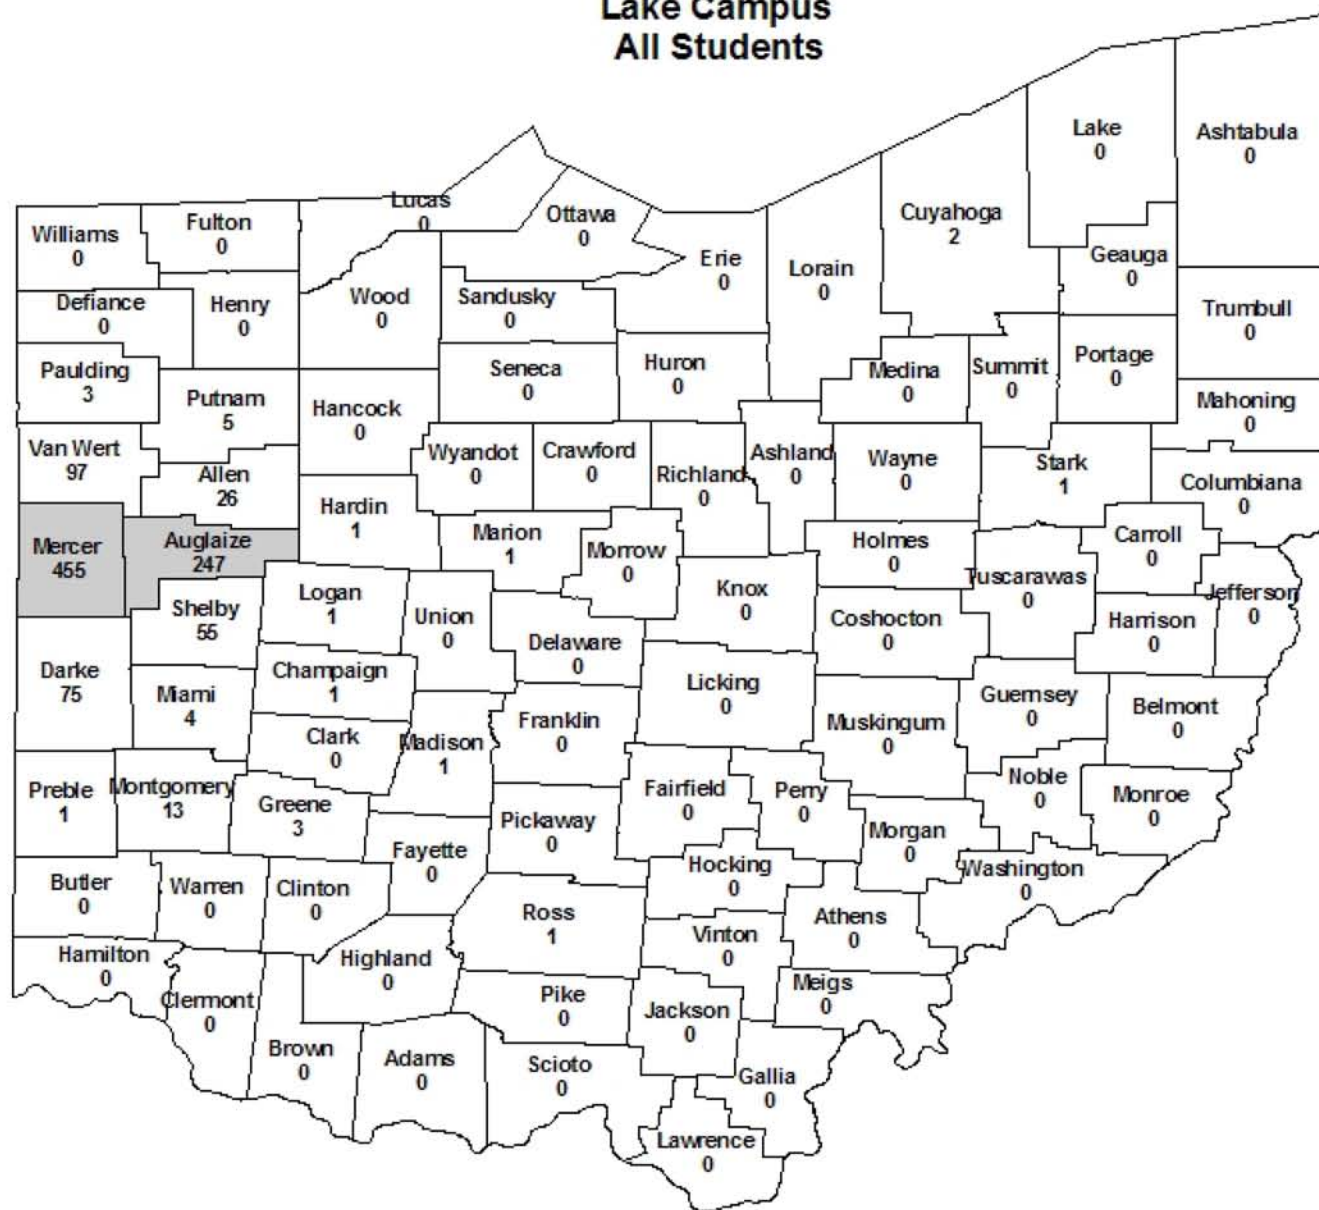 Lake Campus
All Students
Lake
0
Ashtabula
0
Lucas
0
Ottawa
0
Cuyahoga
2
Williams
0
Fulton
0
Geauga
0
Erie
0
Lorain
0
Defiance
0
Henry
0
Wood
0
Sandusky
0
Trumbull
0
Paulding
3
Seneca
0
Huron
0
Medina
0
Summit
0
Portage
0
Putnam
5
Hancock
0
Mahoning
0
Van Wert
97
Allen
26
Wyandot
0
Crawford
0
Richland
0
Ashland
0
Wayne
0
Stark
1
Columbiana
0
Hardin
1
Mercer
455
Auglaize
247
Marion
1
Morrow
0
Holmes
0
Carroll
0
Tuscarawas
0
Jefferson
0
Logan
1
Shelby
55
Union
0
Knox
0
Coshocton
0
Harrison
0
Delaware
0
Darke
75
Champaign
1
Miami
4
Licking
0
Guernsey
0
Belmont
0
Franklin
0
Muskingum
0
Clark
0
Madison
1
Preble
1
Montgomery
13
Greene
3
Fairfield
0
Perry
0
Noble
0
Monroe
0
Pickaway
0
Morgan
0
Fayette
0
Hocking
0
Washington
0
Butler
0
Warren
0
Clinton
0
Ross
1
Athens
0
Vinton
0
Hamilton
0
Highland
0
Clermont
0
Pike
0
Jackson
0
Meigs
0
Brown
0
Adams
0
Scioto
0
Gallia
0
Lawrence
0